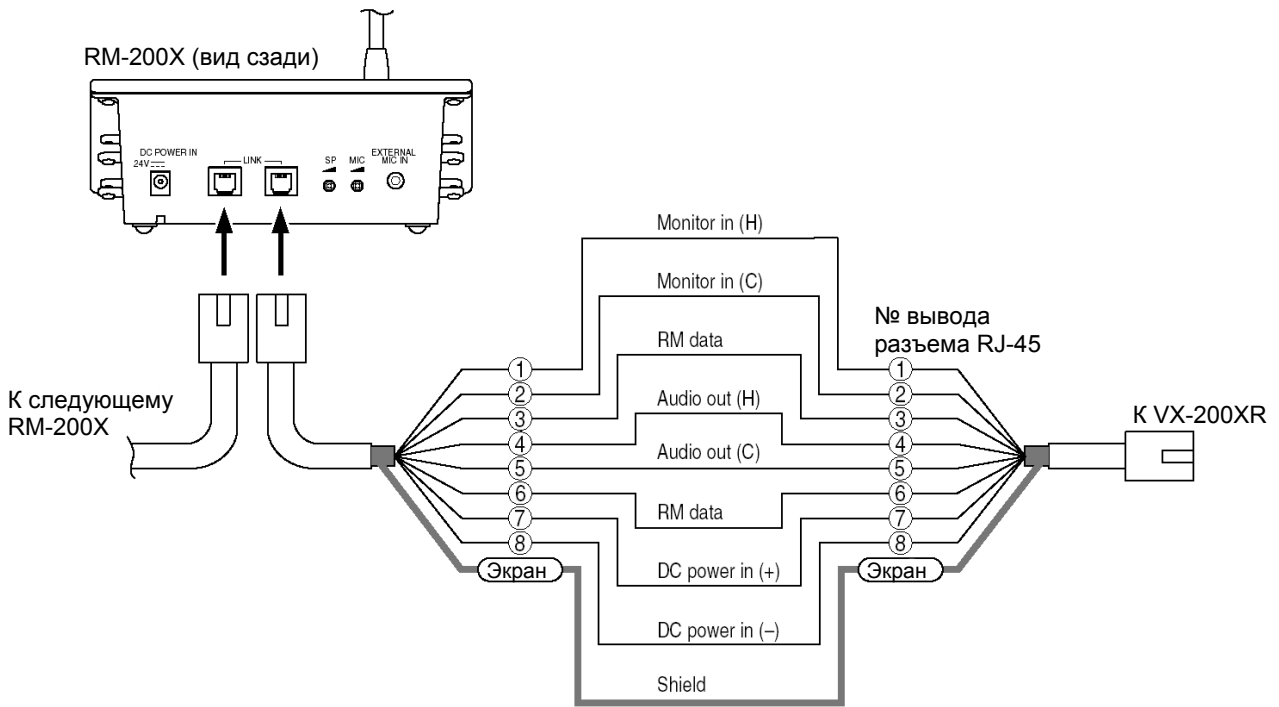 RM-200X (вид сзади)
DC POWER IN
24V
LINK
SP
MIC
EXTERNAL
MIC IN
Monitor in (H)
Monitor in (C)
RM data
Audio out (H)
Audio out (C)
RM data
DC power in (+)
DC power in (–)
Shield
№ вывода
разъема RJ-45
К следующему
RM-200X
К VX-200XR
1
2
3
4
5
6
7
8
Экран
1
2
3
4
5
6
7
8
Экран